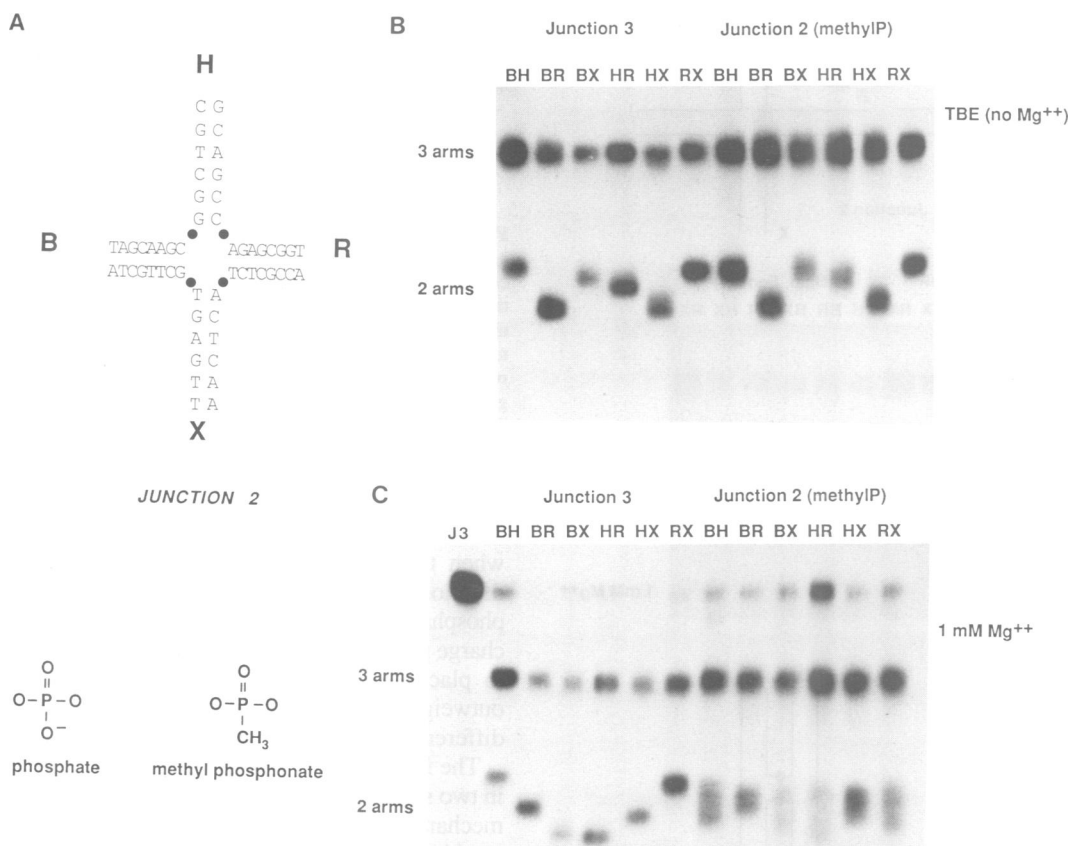 A
H
C G
G C
T A
C G
G C
G C
B
TAGCAAGC AGAGCGGT
ATCGTTCG TCTCGCCA
R
T A
G C
A T
G C
T A
T A
X
JUNCTION 2
O
O-P-O
O−
phosphate
O
O-P-O
CH3
methyl phosphonate
B
Junction 3 Junction 2 (methylP)
BH BR BX HR HX RX BH BR BX HR HX RX
TBE (no Mg++)
3 arms
2 arms
C
Junction 3 Junction 2 (methylP)
J3 BH BR BX HR HX RX BH BR BX HR HX RX
1 mM Mg++
3 arms
2 arms